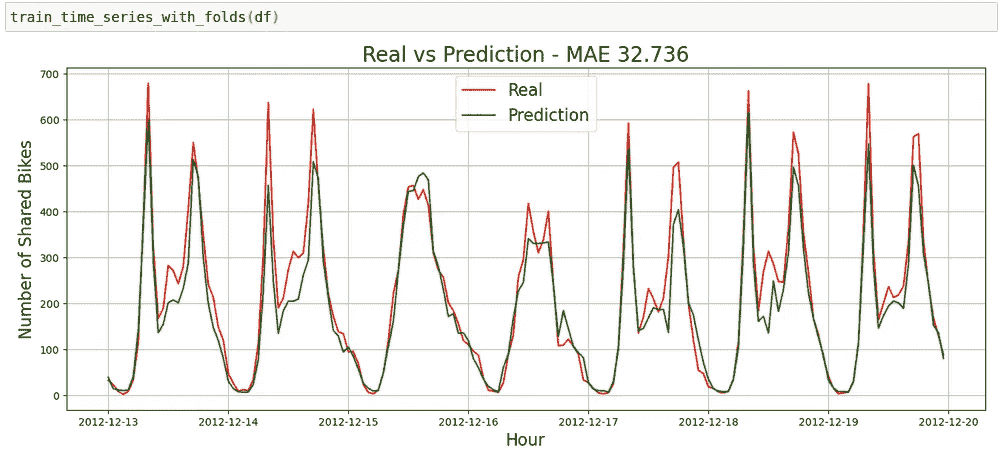 train_time_series_with_folds(df)
Real vs Prediction - MAE 32.736
Real
Prediction
Number of Shared Bikes
700
600
500
400
300
200
100
0
2012-12-13
2012-12-14
2012-12-15
2012-12-16
2012-12-17
2012-12-18
2012-12-19
2012-12-20
Hour